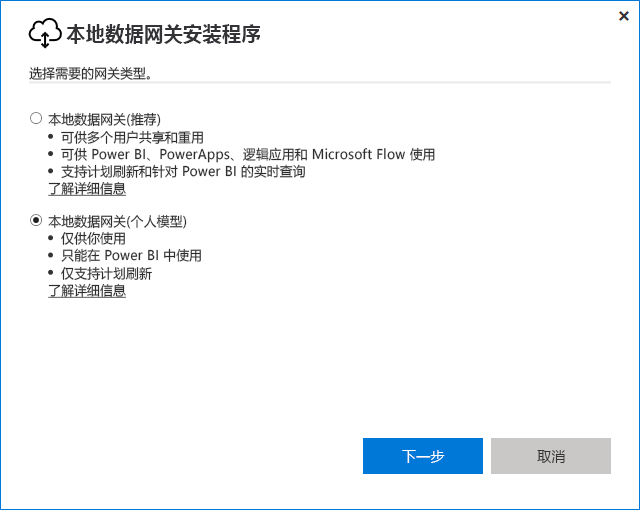 本地数据网关安装程序
选择需要的网关类型。
本地数据网关(推荐)
• 可供多个用户共享和重用
• 可供 Power BI、PowerApps、逻辑应用和 Microsoft Flow 使用
• 支持计划刷新和针对 Power BI 的实时查询
了解详细信息
本地数据网关(个人模型)
• 仅供你使用
• 只能在 Power BI 中使用
• 仅支持计划刷新
了解详细信息
下一步 取消